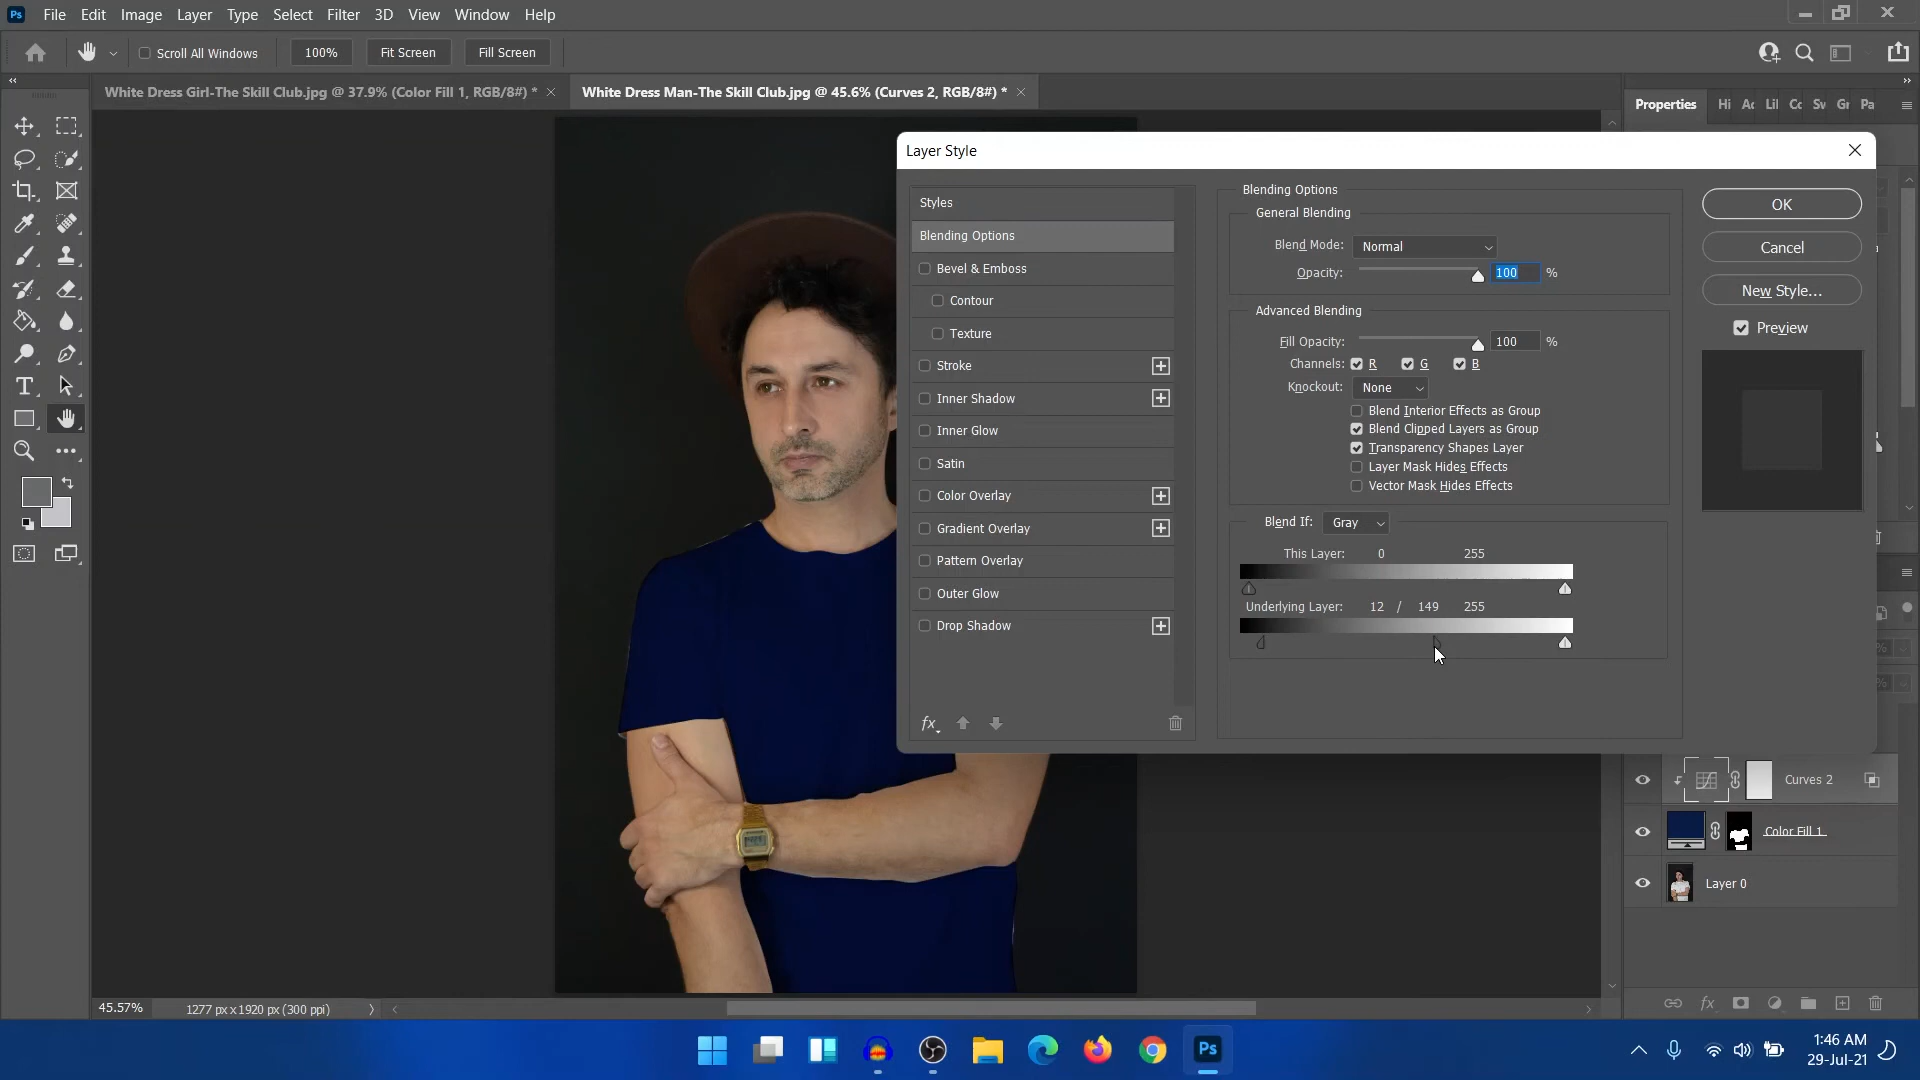 Ps File Edit Image Layer Type Select Filter 3D View Window Help
Scroll All Windows 100% Fit Screen Fill Screen
White Dress Girl-The Skill Club.jpg @ 37.9% (Color Fill 1, RGB/8#) * White Dress Man-The Skill Club.jpg @ 45.6% (Curves 2, RGB/8#) *
Properties Hi Ac Lil Cc Sv Gr Pa
Layer Style
Styles
Blending Options
Bevel & Emboss
Contour
Texture
Stroke
Inner Shadow
Inner Glow
Satin
Color Overlay
Gradient Overlay
Pattern Overlay
Outer Glow
Drop Shadow
fx
Blending Options
General Blending
Blend Mode: Normal
Opacity: 100 %
Advanced Blending
Fill Opacity: 100 %
Channels: R G B
Knockout: None
Blend Interior Effects as Group
Blend Clipped Layers as Group
Transparency Shapes Layer
Layer Mask Hides Effects
Vector Mask Hides Effects
Blend If: Gray
This Layer: 0 255
Underlying Layer: 12 / 149 255
OK
Cancel
New Style...
Preview
Curves 2
Color Fill 1
Layer 0
fx
45.57% 1277 px x 1920 px (300 ppi)
Ps
1:46 AM
29-Jul-21